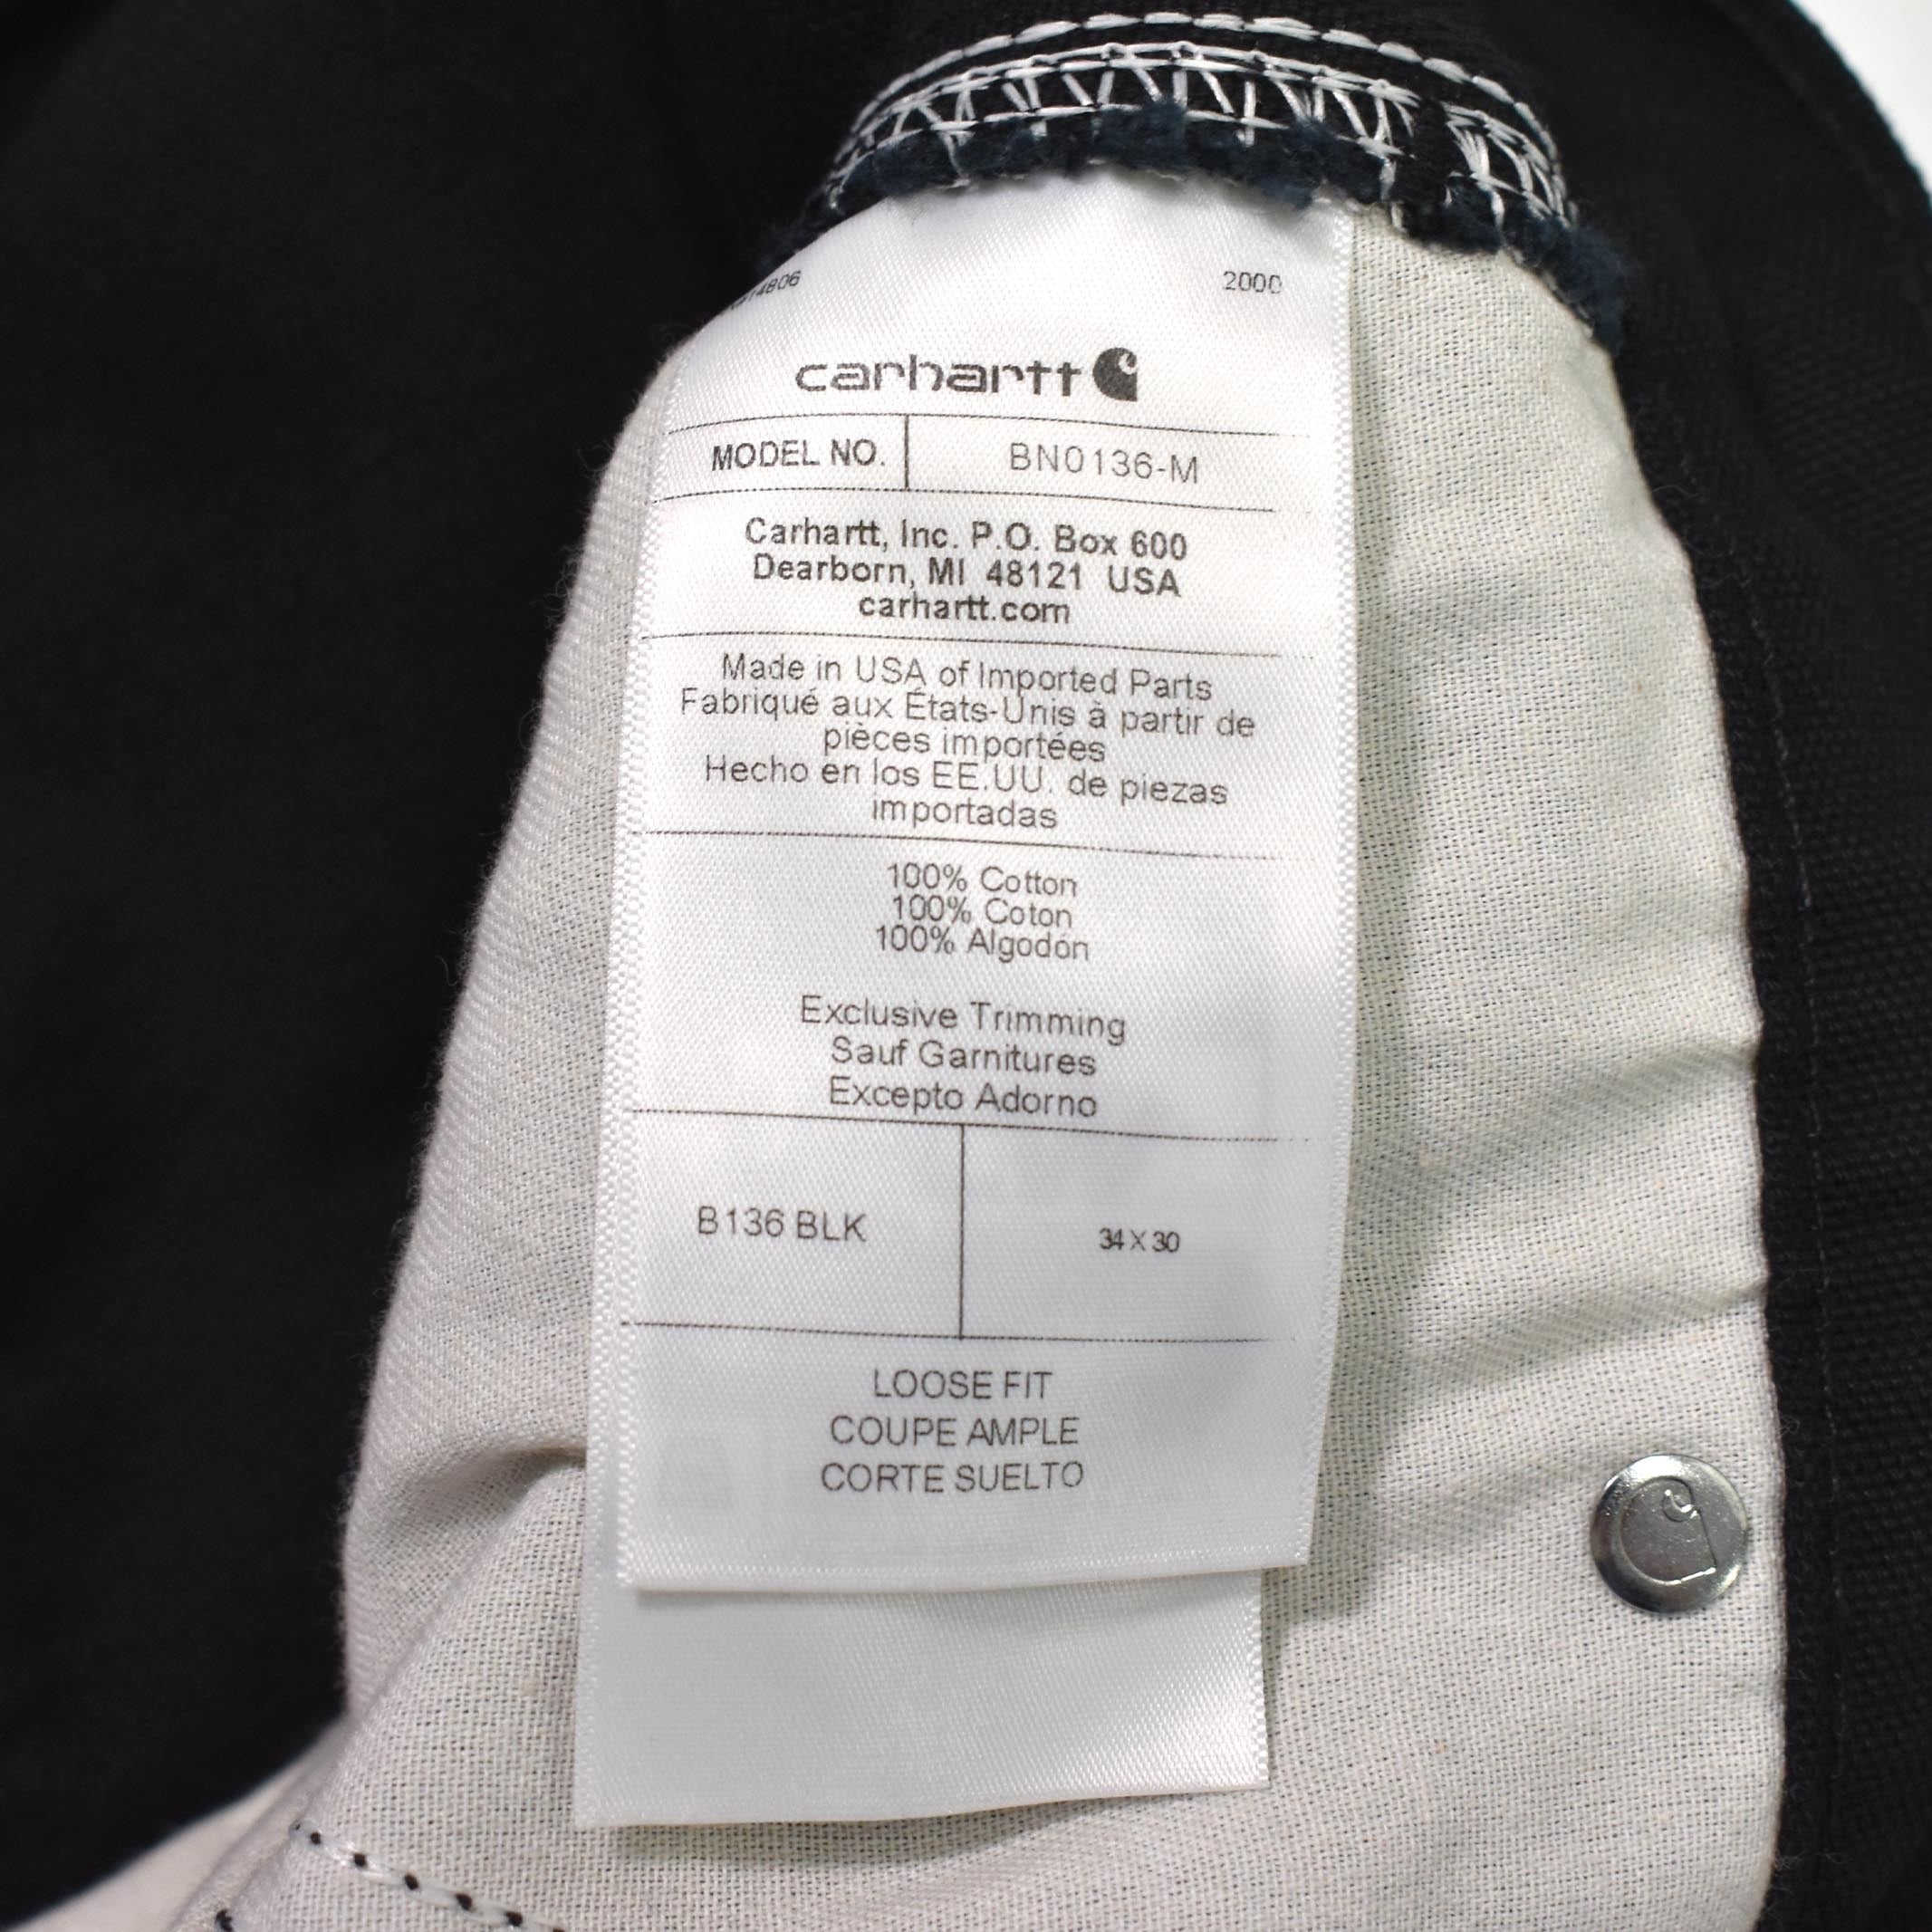 2000
carhartt
MODEL NO. BN0136-M
Carhartt, Inc. P.O. Box 600
Dearborn, MI 48121 USA
carhartt.com
Made in USA of Imported Parts
Fabriqué aux États-Unis à partir de
pièces importées
Hecho en los EE.UU. de piezas
importadas
100% Cotton
100% Coton
100% Algodón
Exclusive Trimming
Sauf Garnitures
Excepto Adorno
B136 BLK 34 X 30
LOOSE FIT
COUPE AMPLE
CORTE SUELTO